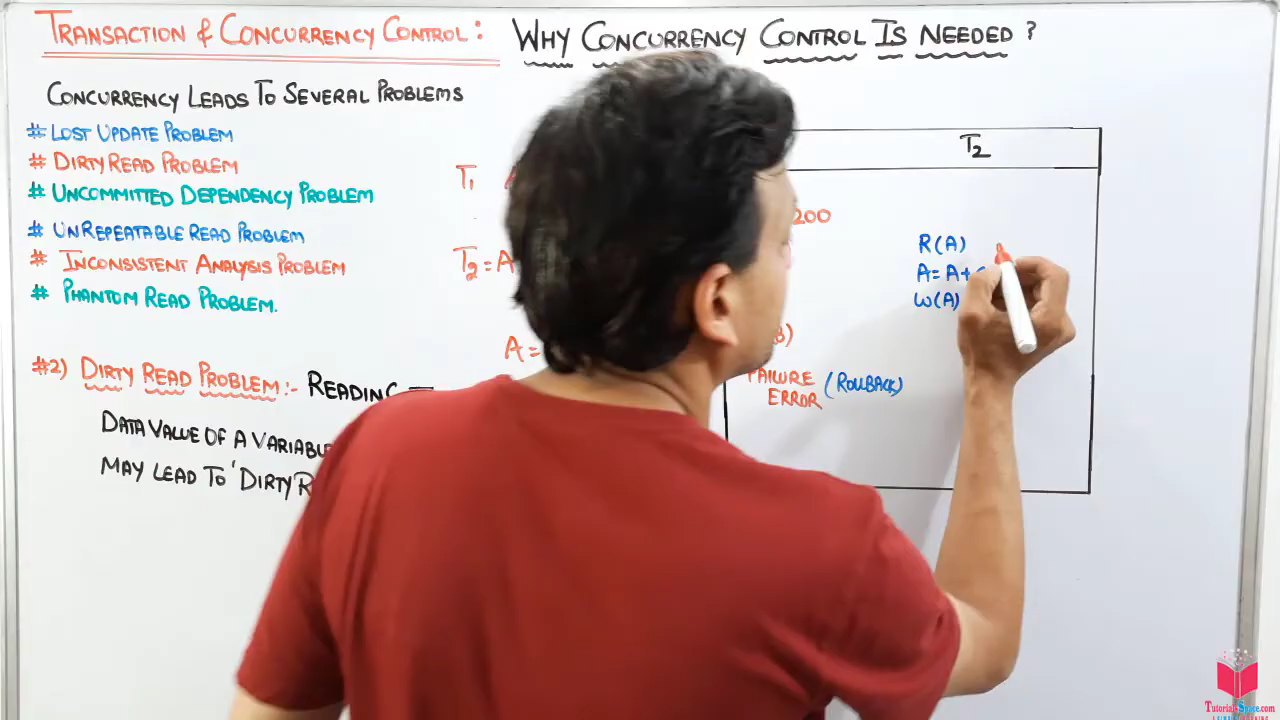 TRANSACTION & CONCURRENCY CONTROL: WHY CONCURRENCY CONTROL IS NEEDED?
CONCURRENCY LEADS TO SEVERAL PROBLEMS
# LOST UPDATE PROBLEM
# DIRTY READ PROBLEM
# UNCOMMITTED DEPENDENCY PROBLEM
# UNREPEATABLE READ PROBLEM
# INCONSISTENT ANALYSIS PROBLEM
# PHANTOM READ PROBLEM.
#2) DIRTY READ PROBLEM:- READING
DATA VALUE OF A VARIABLE
MAY LEAD TO 'DIRTY R
T1
T2 = A
A =
T2
200
R(A)
A = A+
W(A)
B)
FAILURE (ROLLBACK)
ERROR
TutorialsSpace.com